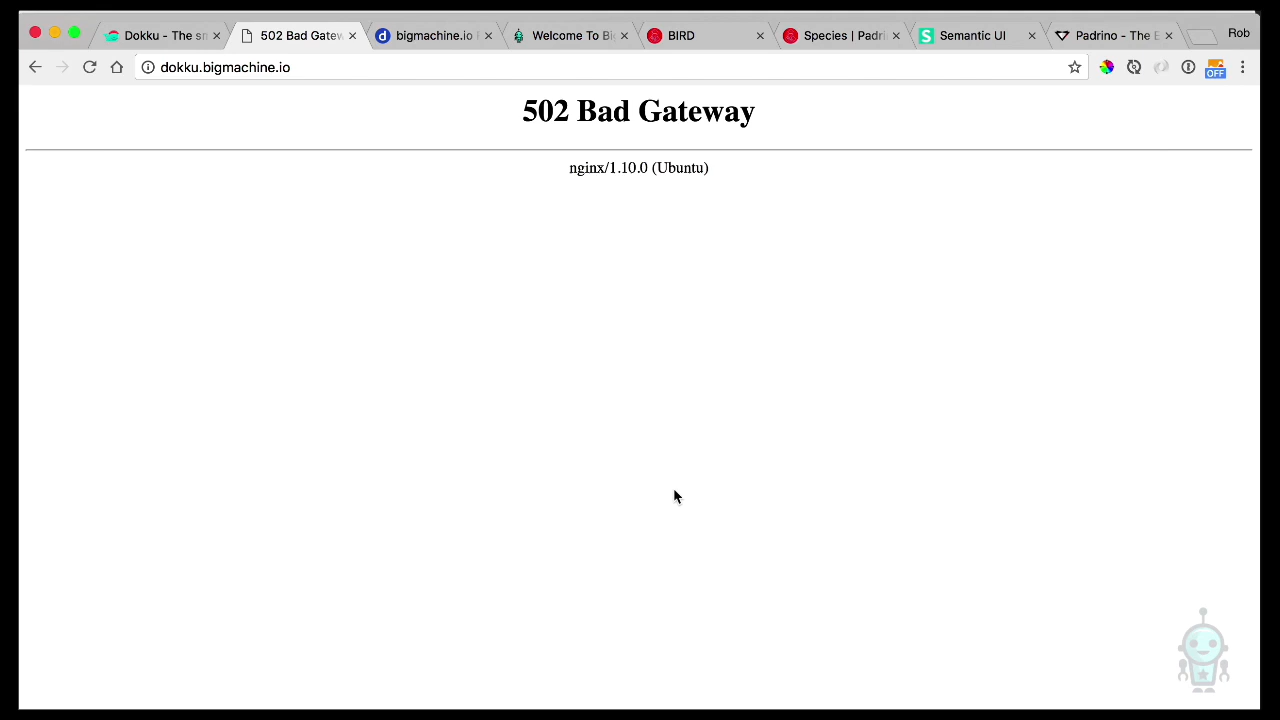 Dokku - The sm
502 Bad Gatew
bigmachine.io
Welcome To Bi
BIRD
Species | Padri
Semantic UI
Padrino - The E
Rob
dokku.bigmachine.io
OFF
502 Bad Gateway
nginx/1.10.0 (Ubuntu)